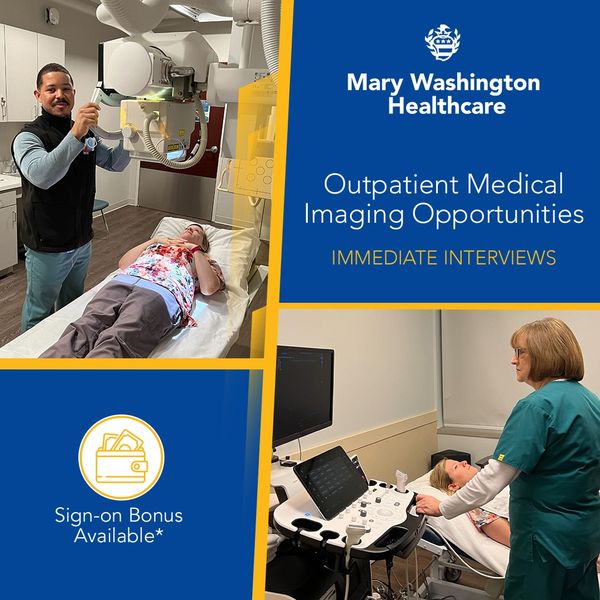 Mary Washington
Healthcare
Outpatient Medical
Imaging Opportunities
IMMEDIATE INTERVIEWS
Sign-on Bonus
Available*